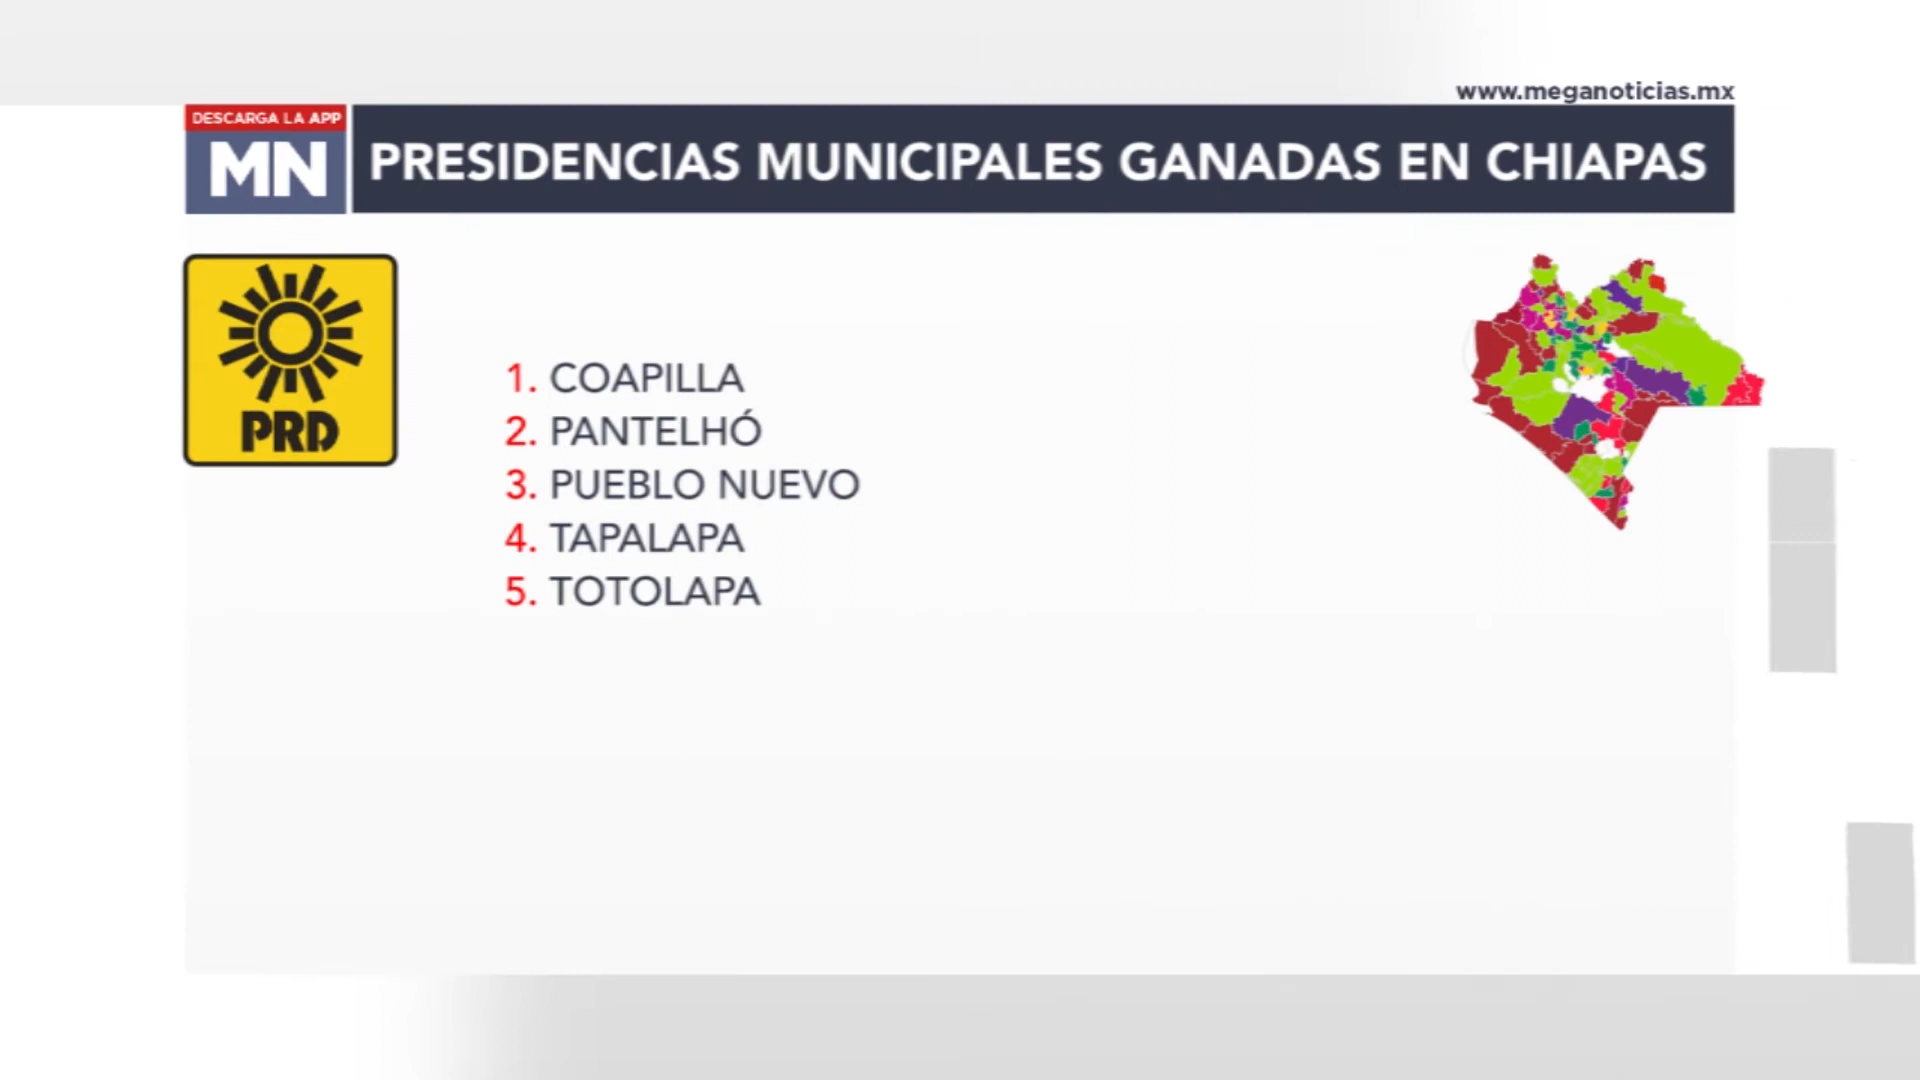 www.meganoticias.mx
DESCARGA LA APP
MN
PRESIDENCIAS MUNICIPALES GANADAS EN CHIAPAS
PRD
1. COAPILLA
2. PANTELHÓ
3. PUEBLO NUEVO
4. TAPALAPA
5. TOTOLAPA